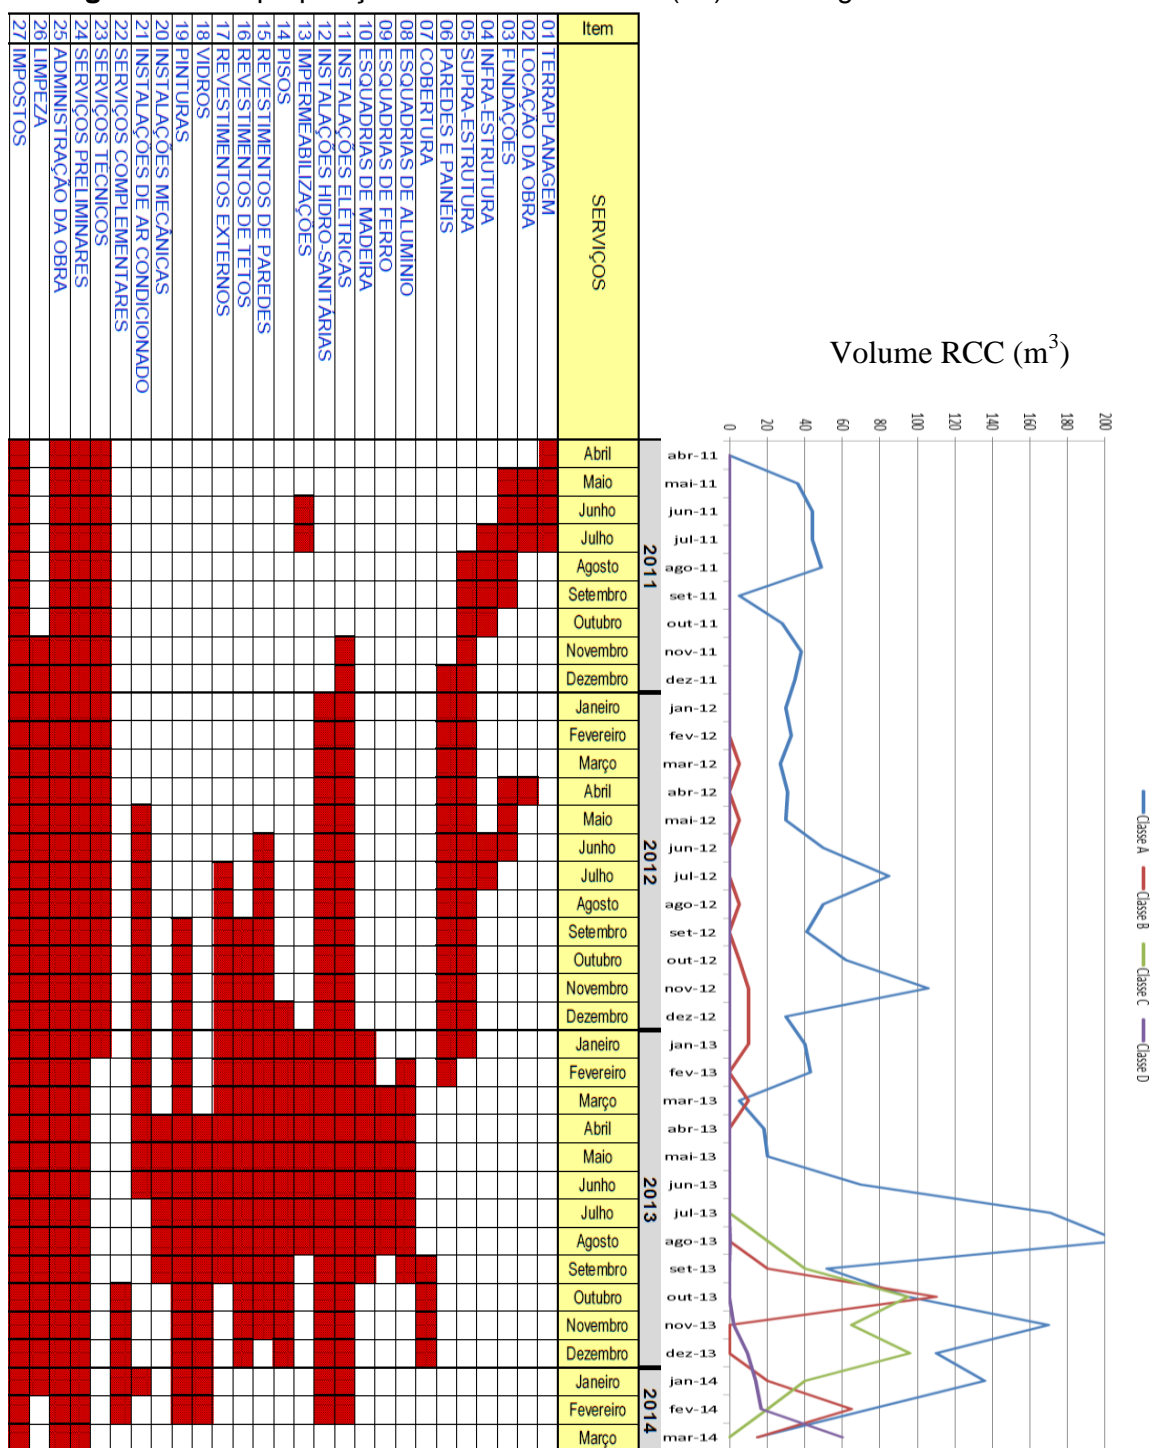 Item
SERVIÇOS
01 TERRAPLANAGEM
02 LOCAÇÃO DA OBRA
03 FUNDAÇÕES
04 INFRA-ESTRUTURA
05 SUPRA-ESTRUTURA
06 PAREDES E PAINÉIS
07 COBERTURA
08 ESQUADRIAS DE ALUMINIO
09 ESQUADRIAS DE FERRO
10 ESQUADRIAS DE MADEIRA
11 INSTALAÇÕES ELÉTRICAS
12 INSTALAÇÕES HIDRO-SANITÁRIAS
13 IMPERMEABILIZAÇÕES
14 PISOS
15 REVESTIMENTOS DE PAREDES
16 REVESTIMENTOS DE TETOS
17 REVESTIMENTOS EXTERNOS
18 VIDROS
19 PINTURAS
20 INSTALAÇÕES MECÂNICAS
21 INSTALAÇÕES DE AR CONDICIONADO
22 SERVIÇOS COMPLEMENTARES
23 SERVIÇOS TÉCNICOS
24 SERVIÇOS PRELIMINARES
25 ADMINISTRAÇÃO DA OBRA
26 LIMPEZA
27 IMPOSTOS
2011
Abril
Maio
Junho
Julho
Agosto
Setembro
Outubro
Novembro
Dezembro
2012
Janeiro
Fevereiro
Março
Abril
Maio
Junho
Julho
Agosto
Setembro
Outubro
Novembro
Dezembro
2013
Janeiro
Fevereiro
Março
Abril
Maio
Junho
Julho
Agosto
Setembro
Outubro
Novembro
Dezembro
2014
Janeiro
Fevereiro
Março
Volume RCC (m³)
0
20
40
60
80
100
120
140
160
180
200
abr-11
mai-11
jun-11
jul-11
ago-11
set-11
out-11
nov-11
dez-11
jan-12
fev-12
mar-12
abr-12
mai-12
jun-12
jul-12
ago-12
set-12
out-12
nov-12
dez-12
jan-13
fev-13
mar-13
abr-13
mai-13
jun-13
jul-13
ago-13
set-13
out-13
nov-13
dez-13
jan-14
fev-14
mar-14
Classe A
Classe B
Classe C
Classe D